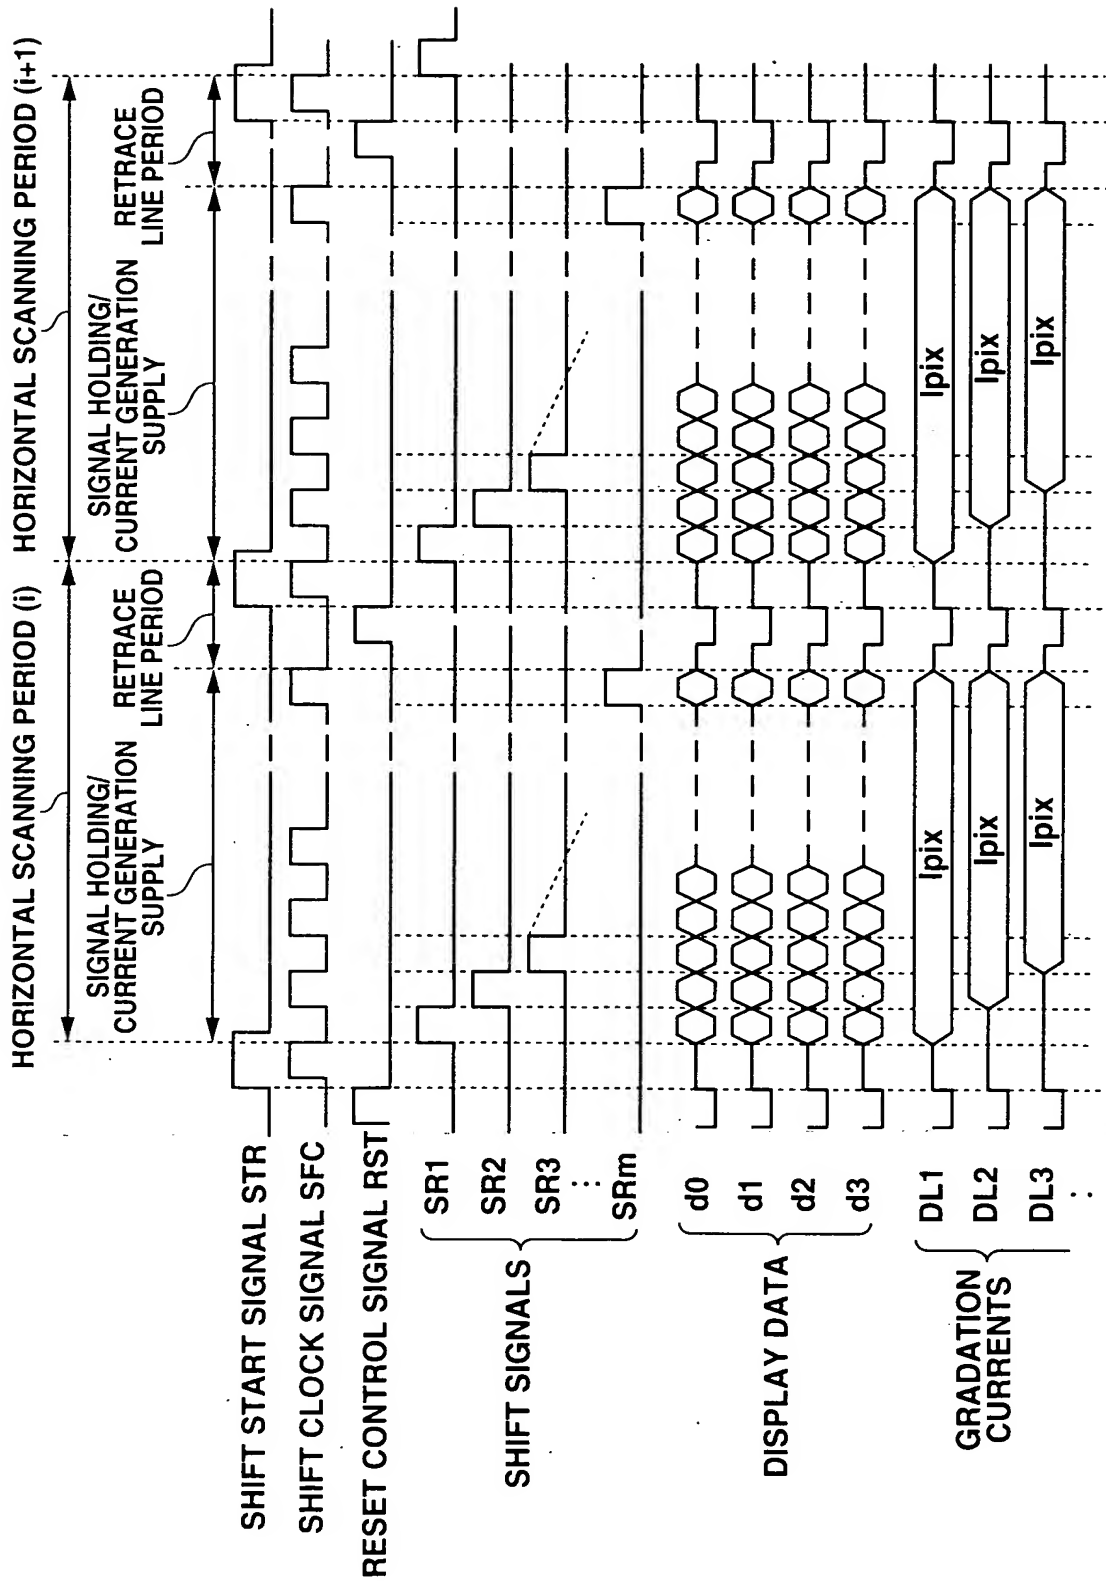 HORIZONTAL SCANNING PERIOD (i)
HORIZONTAL SCANNING PERIOD (i+1)
SIGNAL HOLDING/
CURRENT GENERATION
SUPPLY
RETRACE
LINE PERIOD
SIGNAL HOLDING/
CURRENT GENERATION
SUPPLY
RETRACE
LINE PERIOD
SHIFT START SIGNAL STR
SHIFT CLOCK SIGNAL SFC
RESET CONTROL SIGNAL RST
SHIFT SIGNALS
SR1
SR2
SR3
SRm
DISPLAY DATA
d0
d1
d2
d3
GRADATION
CURRENTS
DL1
Ipix
Ipix
DL2
Ipix
Ipix
DL3
Ipix
Ipix